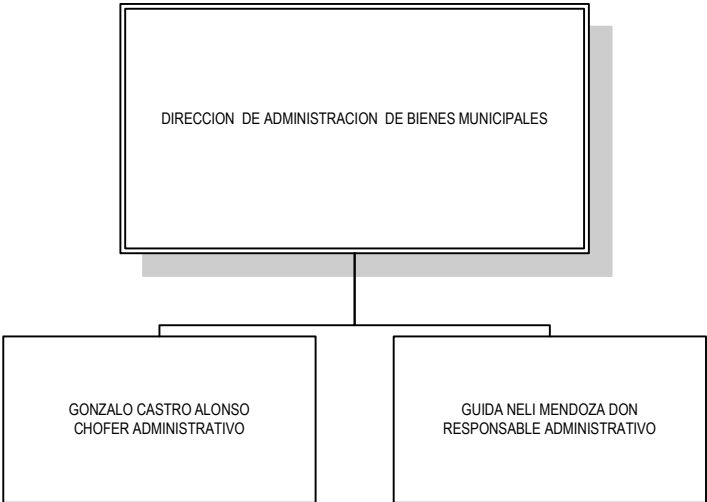 DIRECCION DE ADMINISTRACION DE BIENES MUNICIPALES
GONZALO CASTRO ALONSO
CHOFER ADMINISTRATIVO
GUIDA NELI MENDOZA DON
RESPONSABLE ADMINISTRATIVO